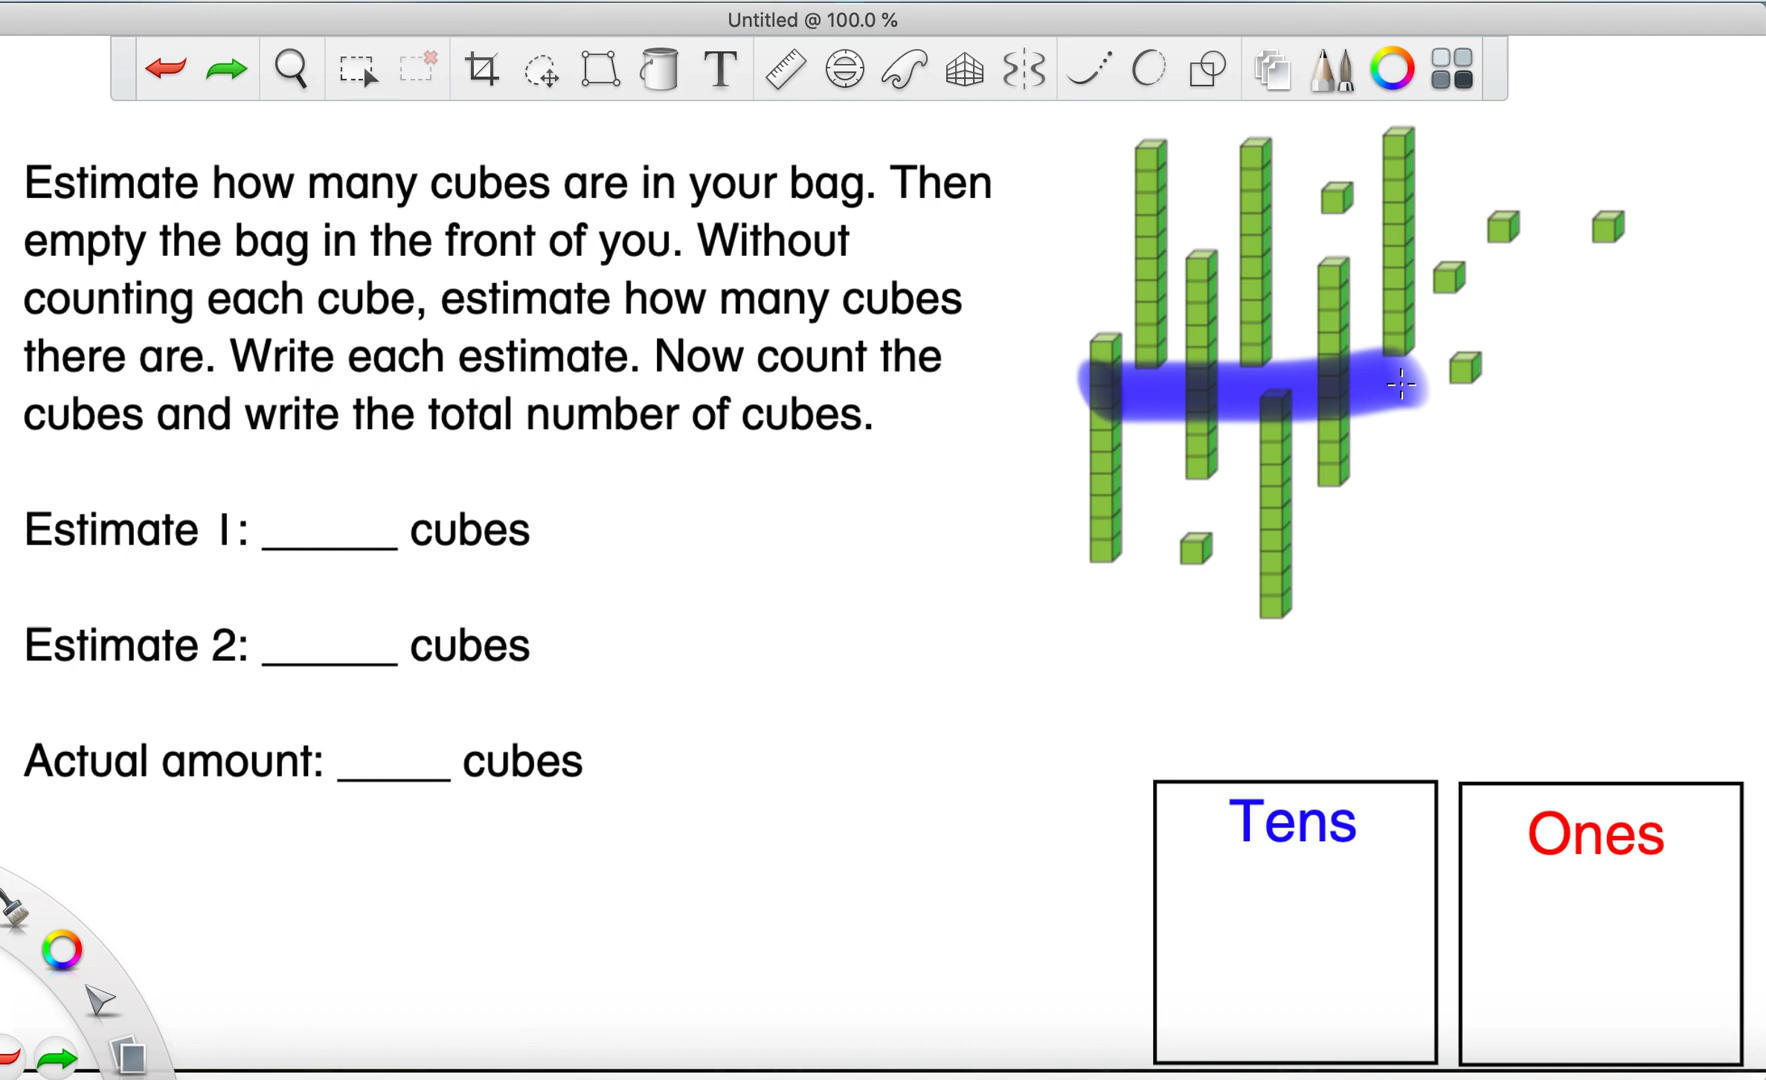 Untitled @ 100.0 %
Estimate how many cubes are in your bag. Then
empty the bag in the front of you. Without
counting each cube, estimate how many cubes
there are. Write each estimate. Now count the
cubes and write the total number of cubes.
Estimate 1: ______ cubes
Estimate 2: ______ cubes
Actual amount: _____ cubes
Tens
Ones